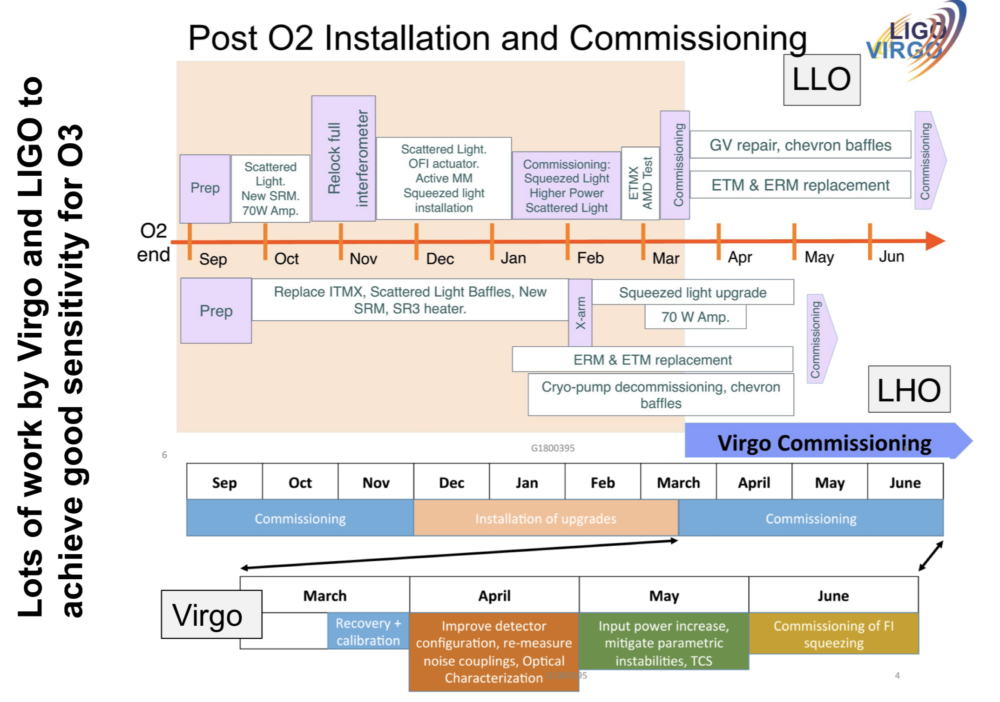 Post O2 Installation and Commissioning
LIGO
VIRGO
Lots of work by Virgo and LIGO to
achieve good sensitivity for O3
LLO
Prep
Scattered
Light.
New SRM.
70W Amp.
Relock full
interferometer
Scattered Light.
OFI actuator.
Active MM
Squeezed light
installation
Commissioning:
Squeezed Light
Higher Power
Scattered Light
ETMX
AMD Test
Commissioning
GV repair, chevron baffles
ETM & ERM replacement
Commissioning
O2
end
Sep
Oct
Nov
Dec
Jan
Feb
Mar
Apr
May
Jun
Prep
Replace ITMX, Scattered Light Baffles, New
SRM, SR3 heater.
X-arm
Squeezed light upgrade
70 W Amp.
ERM & ETM replacement
Cryo-pump decommissioning, chevron
baffles
Commissioning
LHO
Virgo Commissioning
6
G1800395
Sep
Oct
Nov
Dec
Jan
Feb
March
April
May
June
Commissioning
Installation of upgrades
Commissioning
Virgo
March
April
May
June
Recovery +
calibration
Improve detector
configuration, re-measure
noise couplings, Optical
Characterization
Input power increase,
mitigate parametric
instabilities, TCS
Commissioning of FI
squeezing
G1800395
4